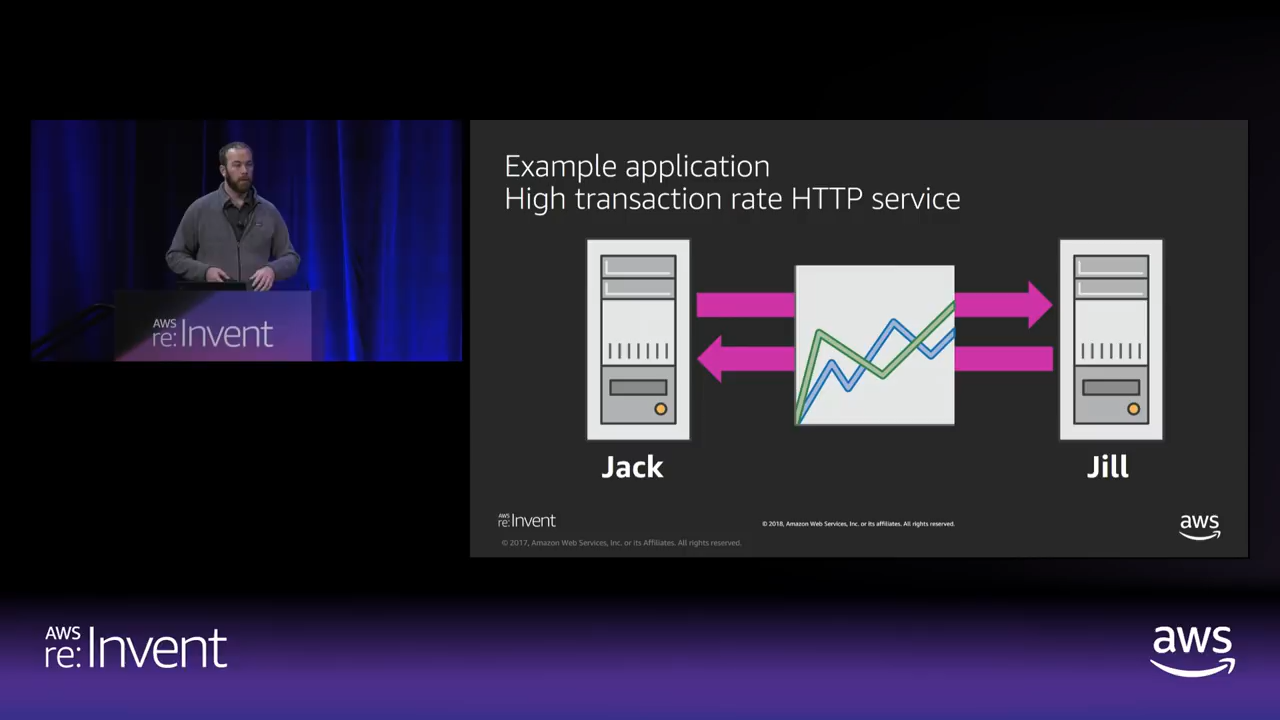 AWS
re:Invent
Example application
High transaction rate HTTP service
Jack
Jill
AWS
re:Invent
© 2018, Amazon Web Services, Inc. or its affiliates. All rights reserved.
aws
© 2017, Amazon Web Services, Inc. or its Affiliates. All rights reserved.
AWS
re:Invent
aws